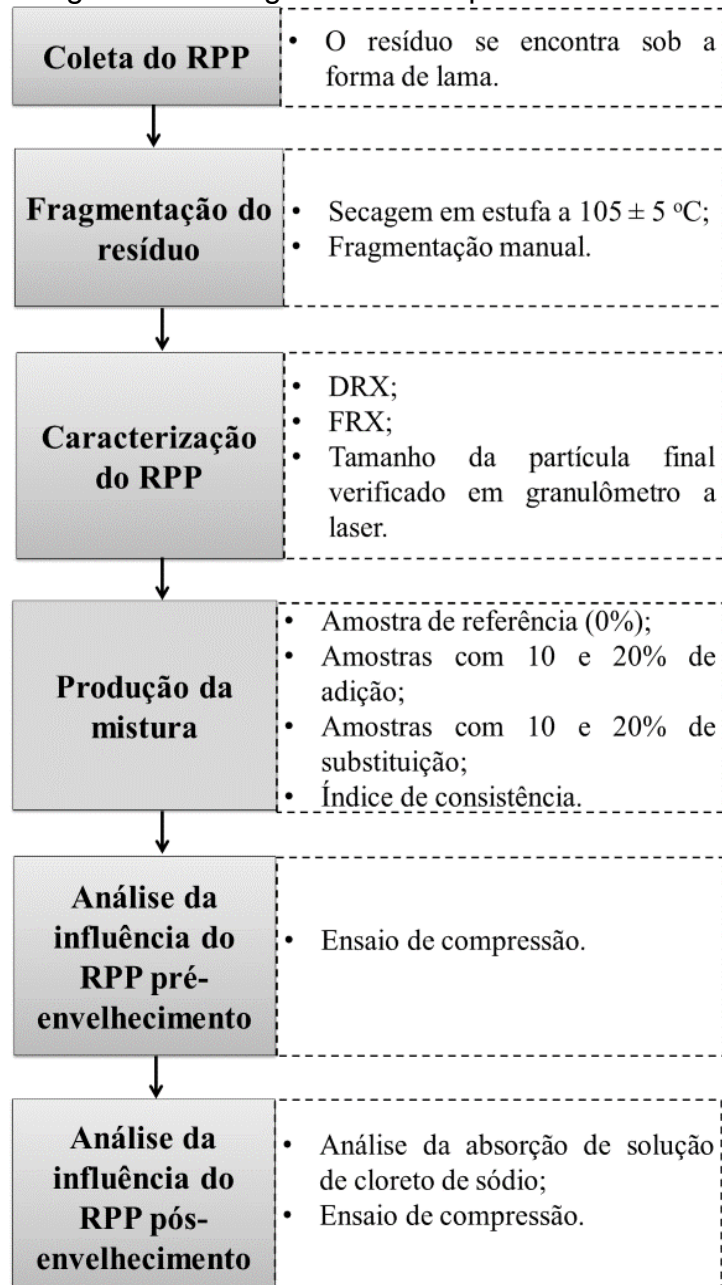 Coleta do RPP
• O resíduo se encontra sob a
forma de lama.
Fragmentação do
resíduo
• Secagem em estufa a 105 ± 5 ºC;
• Fragmentação manual.
Caracterização
do RPP
• DRX;
• FRX;
• Tamanho da partícula final
verificado em granulômetro a
laser.
Produção da
mistura
• Amostra de referência (0%);
• Amostras com 10 e 20% de
adição;
• Amostras com 10 e 20% de
substituição;
• Índice de consistência.
Análise da
influência do
RPP pré-
envelhecimento
• Ensaio de compressão.
Análise da
influência do
RPP pós-
envelhecimento
• Análise da absorção de solução
de cloreto de sódio;
• Ensaio de compressão.